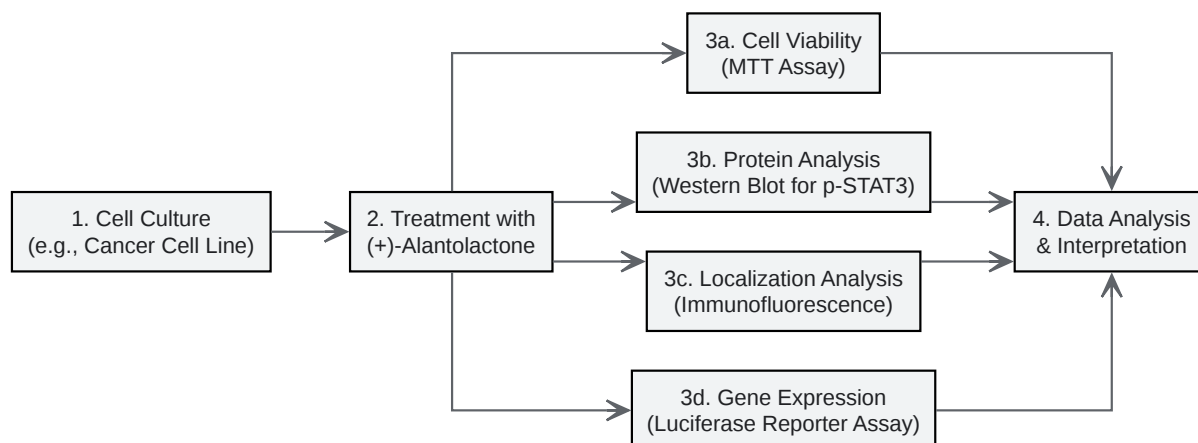 1. Cell Culture
(e.g., Cancer Cell Line)
2. Treatment with
(+)-Alantolactone
3a. Cell Viability
(MTT Assay)
3b. Protein Analysis
(Western Blot for p-STAT3)
3c. Localization Analysis
(Immunofluorescence)
3d. Gene Expression
(Luciferase Reporter Assay)
4. Data Analysis
& Interpretation